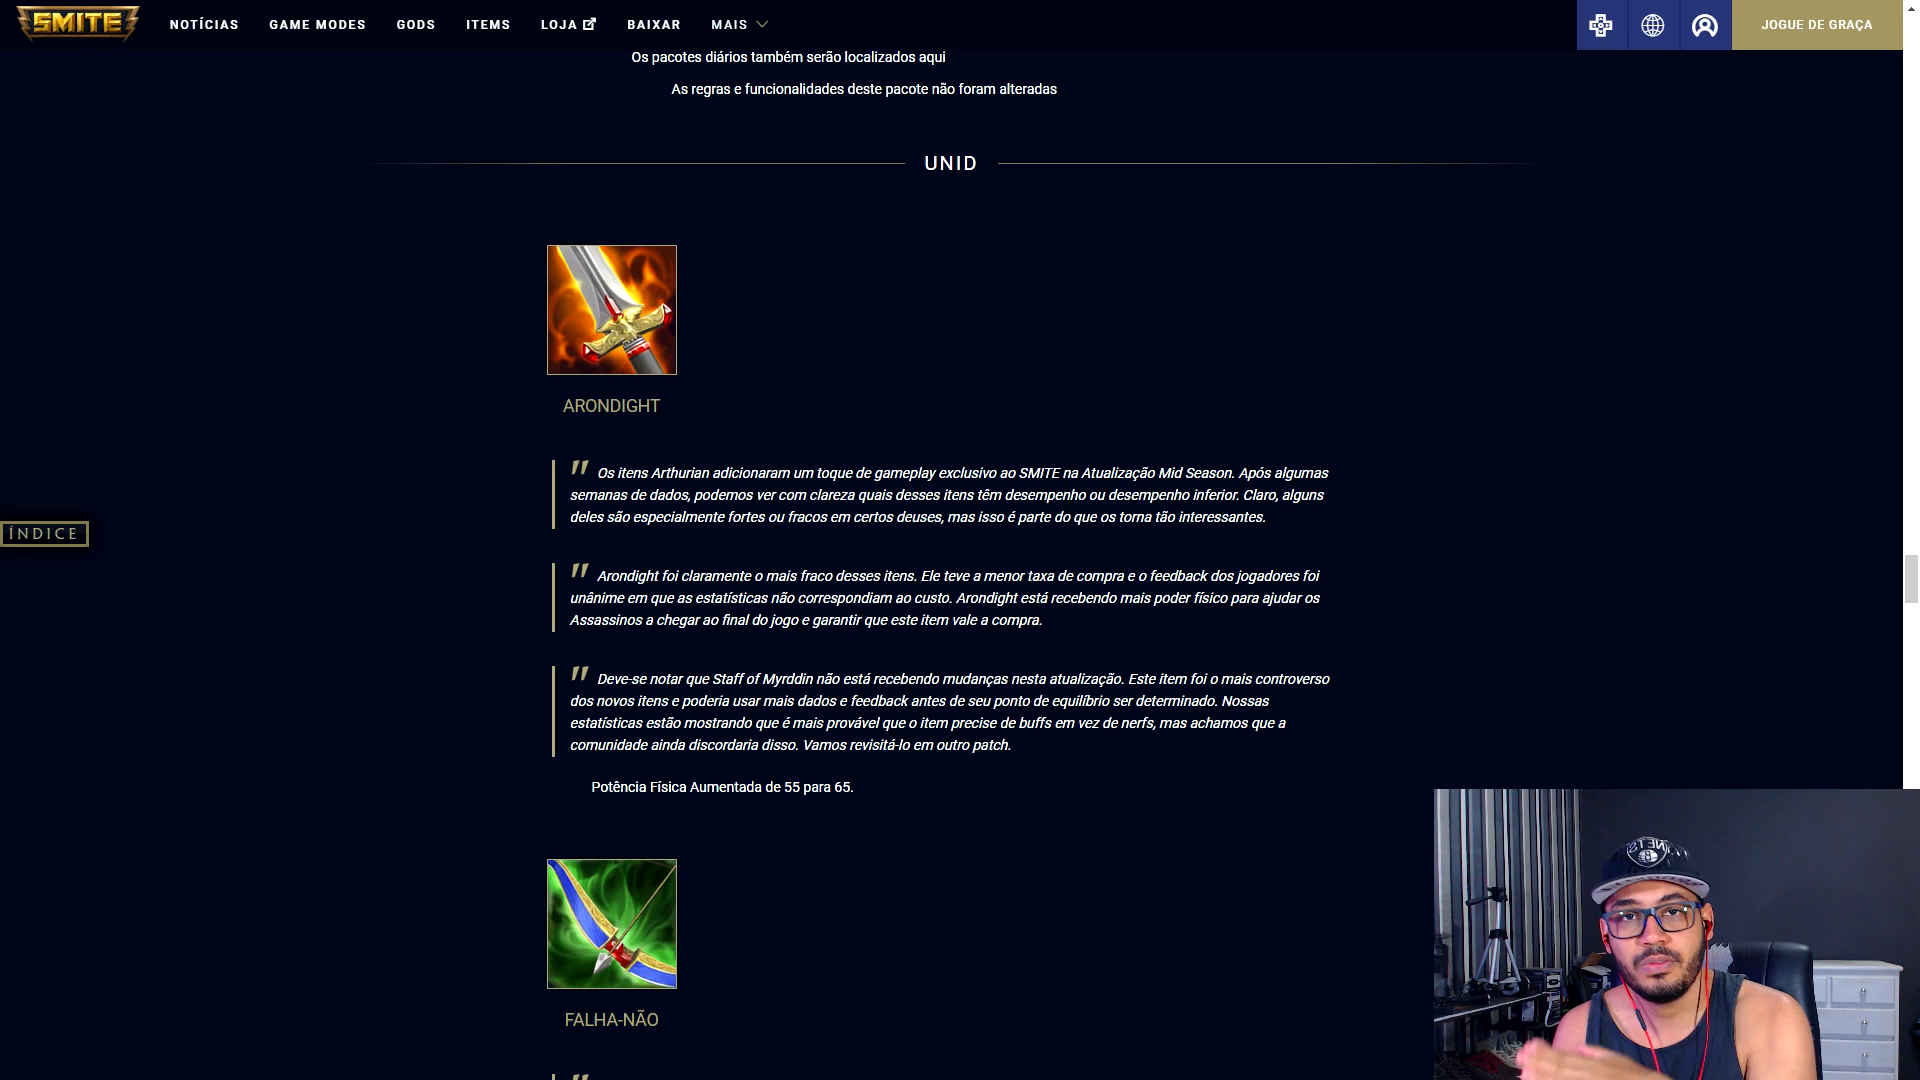 SMITE
NOTÍCIAS
GAME MODES
GODS
ITEMS
LOJA
BAIXAR
MAIS
JOGUE DE GRAÇA
Os pacotes diários também serão localizados aqui
As regras e funcionalidades deste pacote não foram alteradas
UNID
ARONDIGHT
" Os itens Arthurian adicionaram um toque de gameplay exclusivo ao SMITE na Atualização Mid Season. Após algumas
semanas de dados, podemos ver com clareza quais desses itens têm desempenho ou desempenho inferior. Claro, alguns
deles são especialmente fortes ou fracos em certos deuses, mas isso é parte do que os torna tão interessantes.
ÍNDICE
" Arondight foi claramente o mais fraco desses itens. Ele teve a menor taxa de compra e o feedback dos jogadores foi
unânime em que as estatísticas não correspondiam ao custo. Arondight está recebendo mais poder físico para ajudar os
Assassinos a chegar ao final do jogo e garantir que este item vale a compra.
" Deve-se notar que Staff of Myrddin não está recebendo mudanças nesta atualização. Este item foi o mais controverso
dos novos itens e poderia usar mais dados e feedback antes de seu ponto de equilíbrio ser determinado. Nossas
estatísticas estão mostrando que é mais provável que o item precise de buffs em vez de nerfs, mas achamos que a
comunidade ainda discordaria disso. Vamos revisitá-lo em outro patch.
Potência Física Aumentada de 55 para 65.
FALHA-NÃO